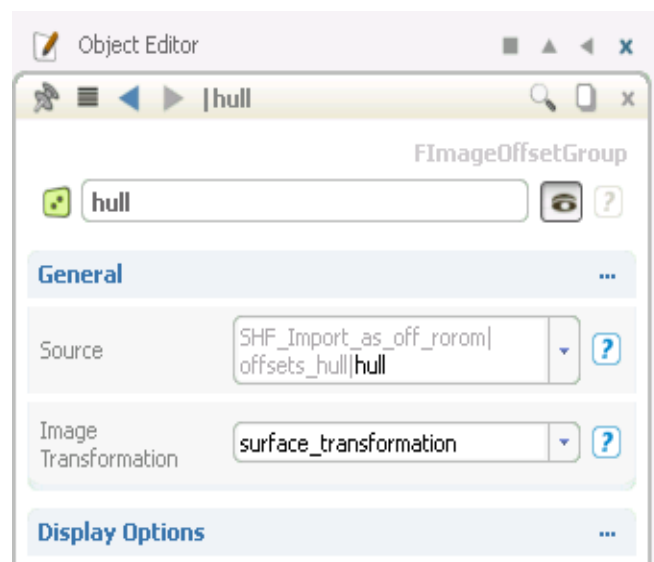 Object Editor
|hull
FImageOffsetGroup
hull
?
General
...
Source
SHF_Import_as_off_rorom|
offsets_hull|hull
?
Image
Transformation
surface_transformation
?
Display Options
...